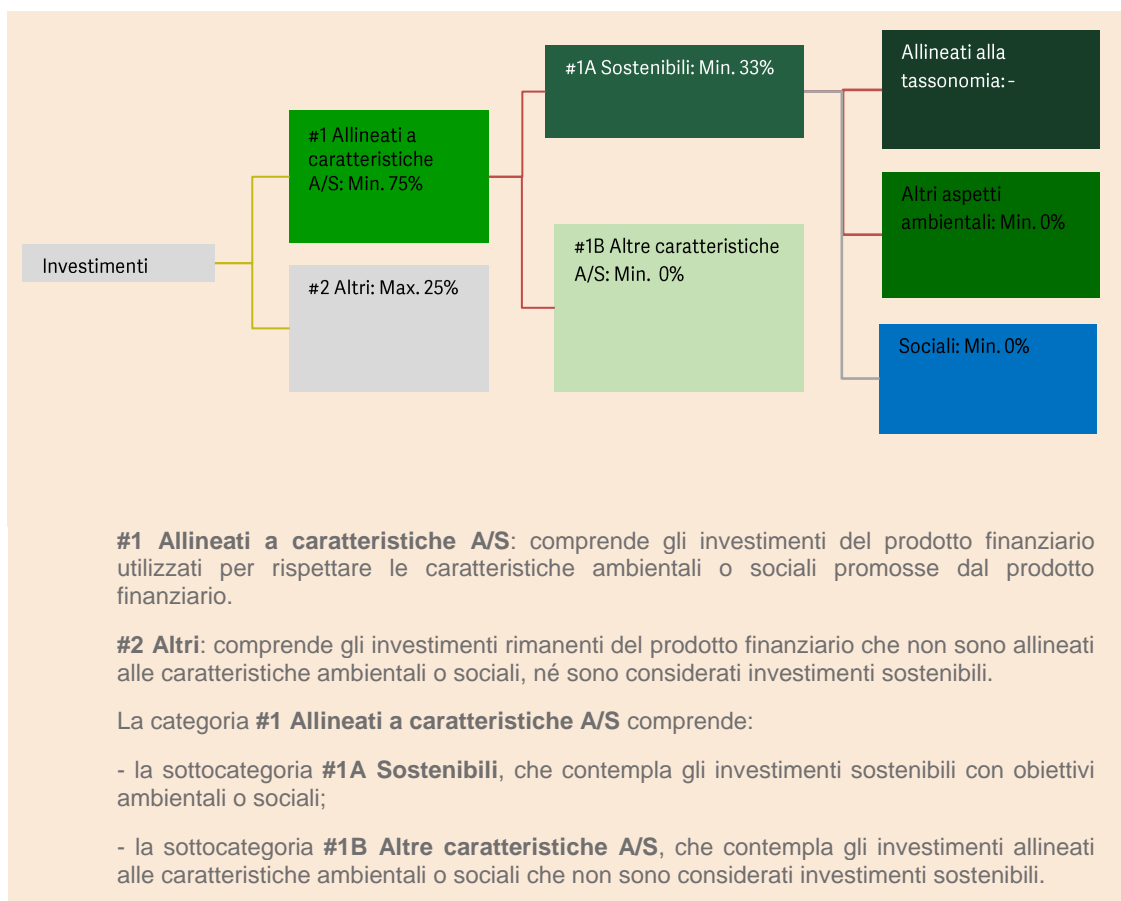 Investimenti
#1 Allineati a
caratteristiche
A/S: Min. 75%
#2 Altri: Max. 25%
#1A Sostenibili: Min. 33%
#1B Altre caratteristiche
A/S: Min. 0%
Allineati alla
tassonomia: -
Altri aspetti
ambientali: Min. 0%
Sociali: Min. 0%
#1 Allineati a caratteristiche A/S: comprende gli investimenti del prodotto finanziario
utilizzati per rispettare le caratteristiche ambientali o sociali promosse dal prodotto
finanziario.
#2 Altri: comprende gli investimenti rimanenti del prodotto finanziario che non sono allineati
alle caratteristiche ambientali o sociali, né sono considerati investimenti sostenibili.
La categoria #1 Allineati a caratteristiche A/S comprende:
- la sottocategoria #1A Sostenibili, che contempla gli investimenti sostenibili con obiettivi
ambientali o sociali;
- la sottocategoria #1B Altre caratteristiche A/S, che contempla gli investimenti allineati
alle caratteristiche ambientali o sociali che non sono considerati investimenti sostenibili.